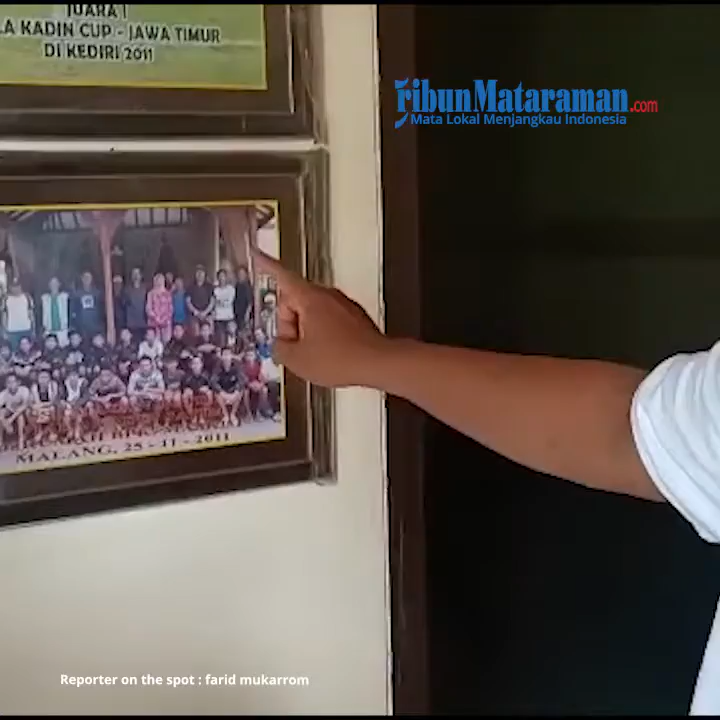 JUARA I
LA KADIN CUP - JAWA TIMUR
DI KEDIRI 2011
TribunMataraman.com
Mata Lokal Menjangkau Indonesia
MALANG, 25 - 11 - 2011
Reporter on the spot : farid mukarrom